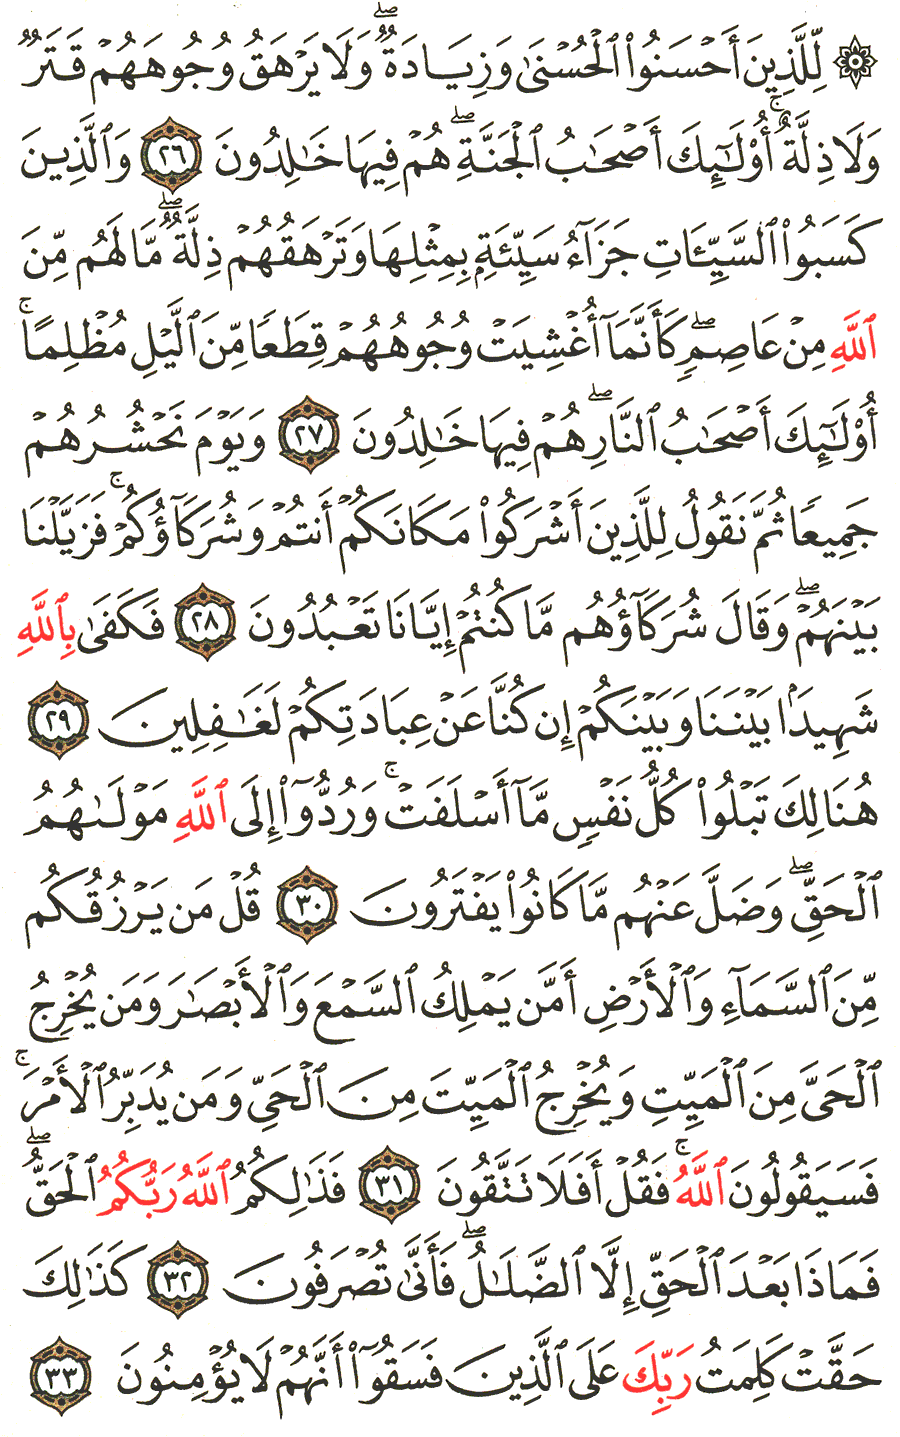 ۞ لِّلَّذِينَ أَحۡسَنُواْ ٱلۡحُسۡنَىٰ وَزِيَادَةٞۖ وَلَا يَرۡهَقُ وُجُوهَهُمۡ قَتَرٞ
وَلَا ذِلَّةٌۚ أُوْلَٰٓئِكَ أَصۡحَٰبُ ٱلۡجَنَّةِۖ هُمۡ فِيهَا خَٰلِدُونَ ٢٦ وَٱلَّذِينَ
كَسَبُواْ ٱلسَّيِّـَٔاتِ جَزَآءُ سَيِّئَةِۭ بِمِثۡلِهَا وَتَرۡهَقُهُمۡ ذِلَّةٞۖ مَّا لَهُم مِّنَ
ٱللَّهِ مِنۡ عَاصِمٖۖ كَأَنَّمَآ أُغۡشِيَتۡ وُجُوهُهُمۡ قِطَعٗا مِّنَ ٱلَّيۡلِ مُظۡلِمًاۚ
أُوْلَٰٓئِكَ أَصۡحَٰبُ ٱلنَّارِۖ هُمۡ فِيهَا خَٰلِدُونَ ٢٧ وَيَوۡمَ نَحۡشُرُهُمۡ
جَمِيعٗا ثُمَّ نَقُولُ لِلَّذِينَ أَشۡرَكُواْ مَكَانَكُمۡ أَنتُمۡ وَشُرَكَآؤُكُمۡۚ فَزَيَّلۡنَا
بَيۡنَهُمۡۖ وَقَالَ شُرَكَآؤُهُم مَّا كُنتُمۡ إِيَّانَا تَعۡبُدُونَ ٢٨ فَكَفَىٰ بِٱللَّهِ
شَهِيدَۢا بَيۡنَنَا وَبَيۡنَكُمۡ إِن كُنَّا عَنۡ عِبَادَتِكُمۡ لَغَٰفِلِينَ ٢٩
هُنَالِكَ تَبۡلُواْ كُلُّ نَفۡسٖ مَّآ أَسۡلَفَتۡۚ وَرُدُّوٓاْ إِلَى ٱللَّهِ مَوۡلَىٰهُمُ
ٱلۡحَقِّۖ وَضَلَّ عَنۡهُم مَّا كَانُواْ يَفۡتَرُونَ ٣٠ قُلۡ مَن يَرۡزُقُكُم
مِّنَ ٱلسَّمَآءِ وَٱلۡأَرۡضِ أَمَّن يَمۡلِكُ ٱلسَّمۡعَ وَٱلۡأَبۡصَٰرَ وَمَن يُخۡرِجُ
ٱلۡحَيَّ مِنَ ٱلۡمَيِّتِ وَيُخۡرِجُ ٱلۡمَيِّتَ مِنَ ٱلۡحَيِّ وَمَن يُدَبِّرُ ٱلۡأَمۡرَۚ
فَسَيَقُولُونَ ٱللَّهُۚ فَقُلۡ أَفَلَا تَتَّقُونَ ٣١ فَذَٰلِكُمُ ٱللَّهُ رَبُّكُمُ ٱلۡحَقُّۖ
فَمَاذَا بَعۡدَ ٱلۡحَقِّ إِلَّا ٱلضَّلَٰلُۖ فَأَنَّىٰ تُصۡرَفُونَ ٣٢ كَذَٰلِكَ
حَقَّتۡ كَلِمَتُ رَبِّكَ عَلَى ٱلَّذِينَ فَسَقُوٓاْ أَنَّهُمۡ لَا يُؤۡمِنُونَ ٣٣